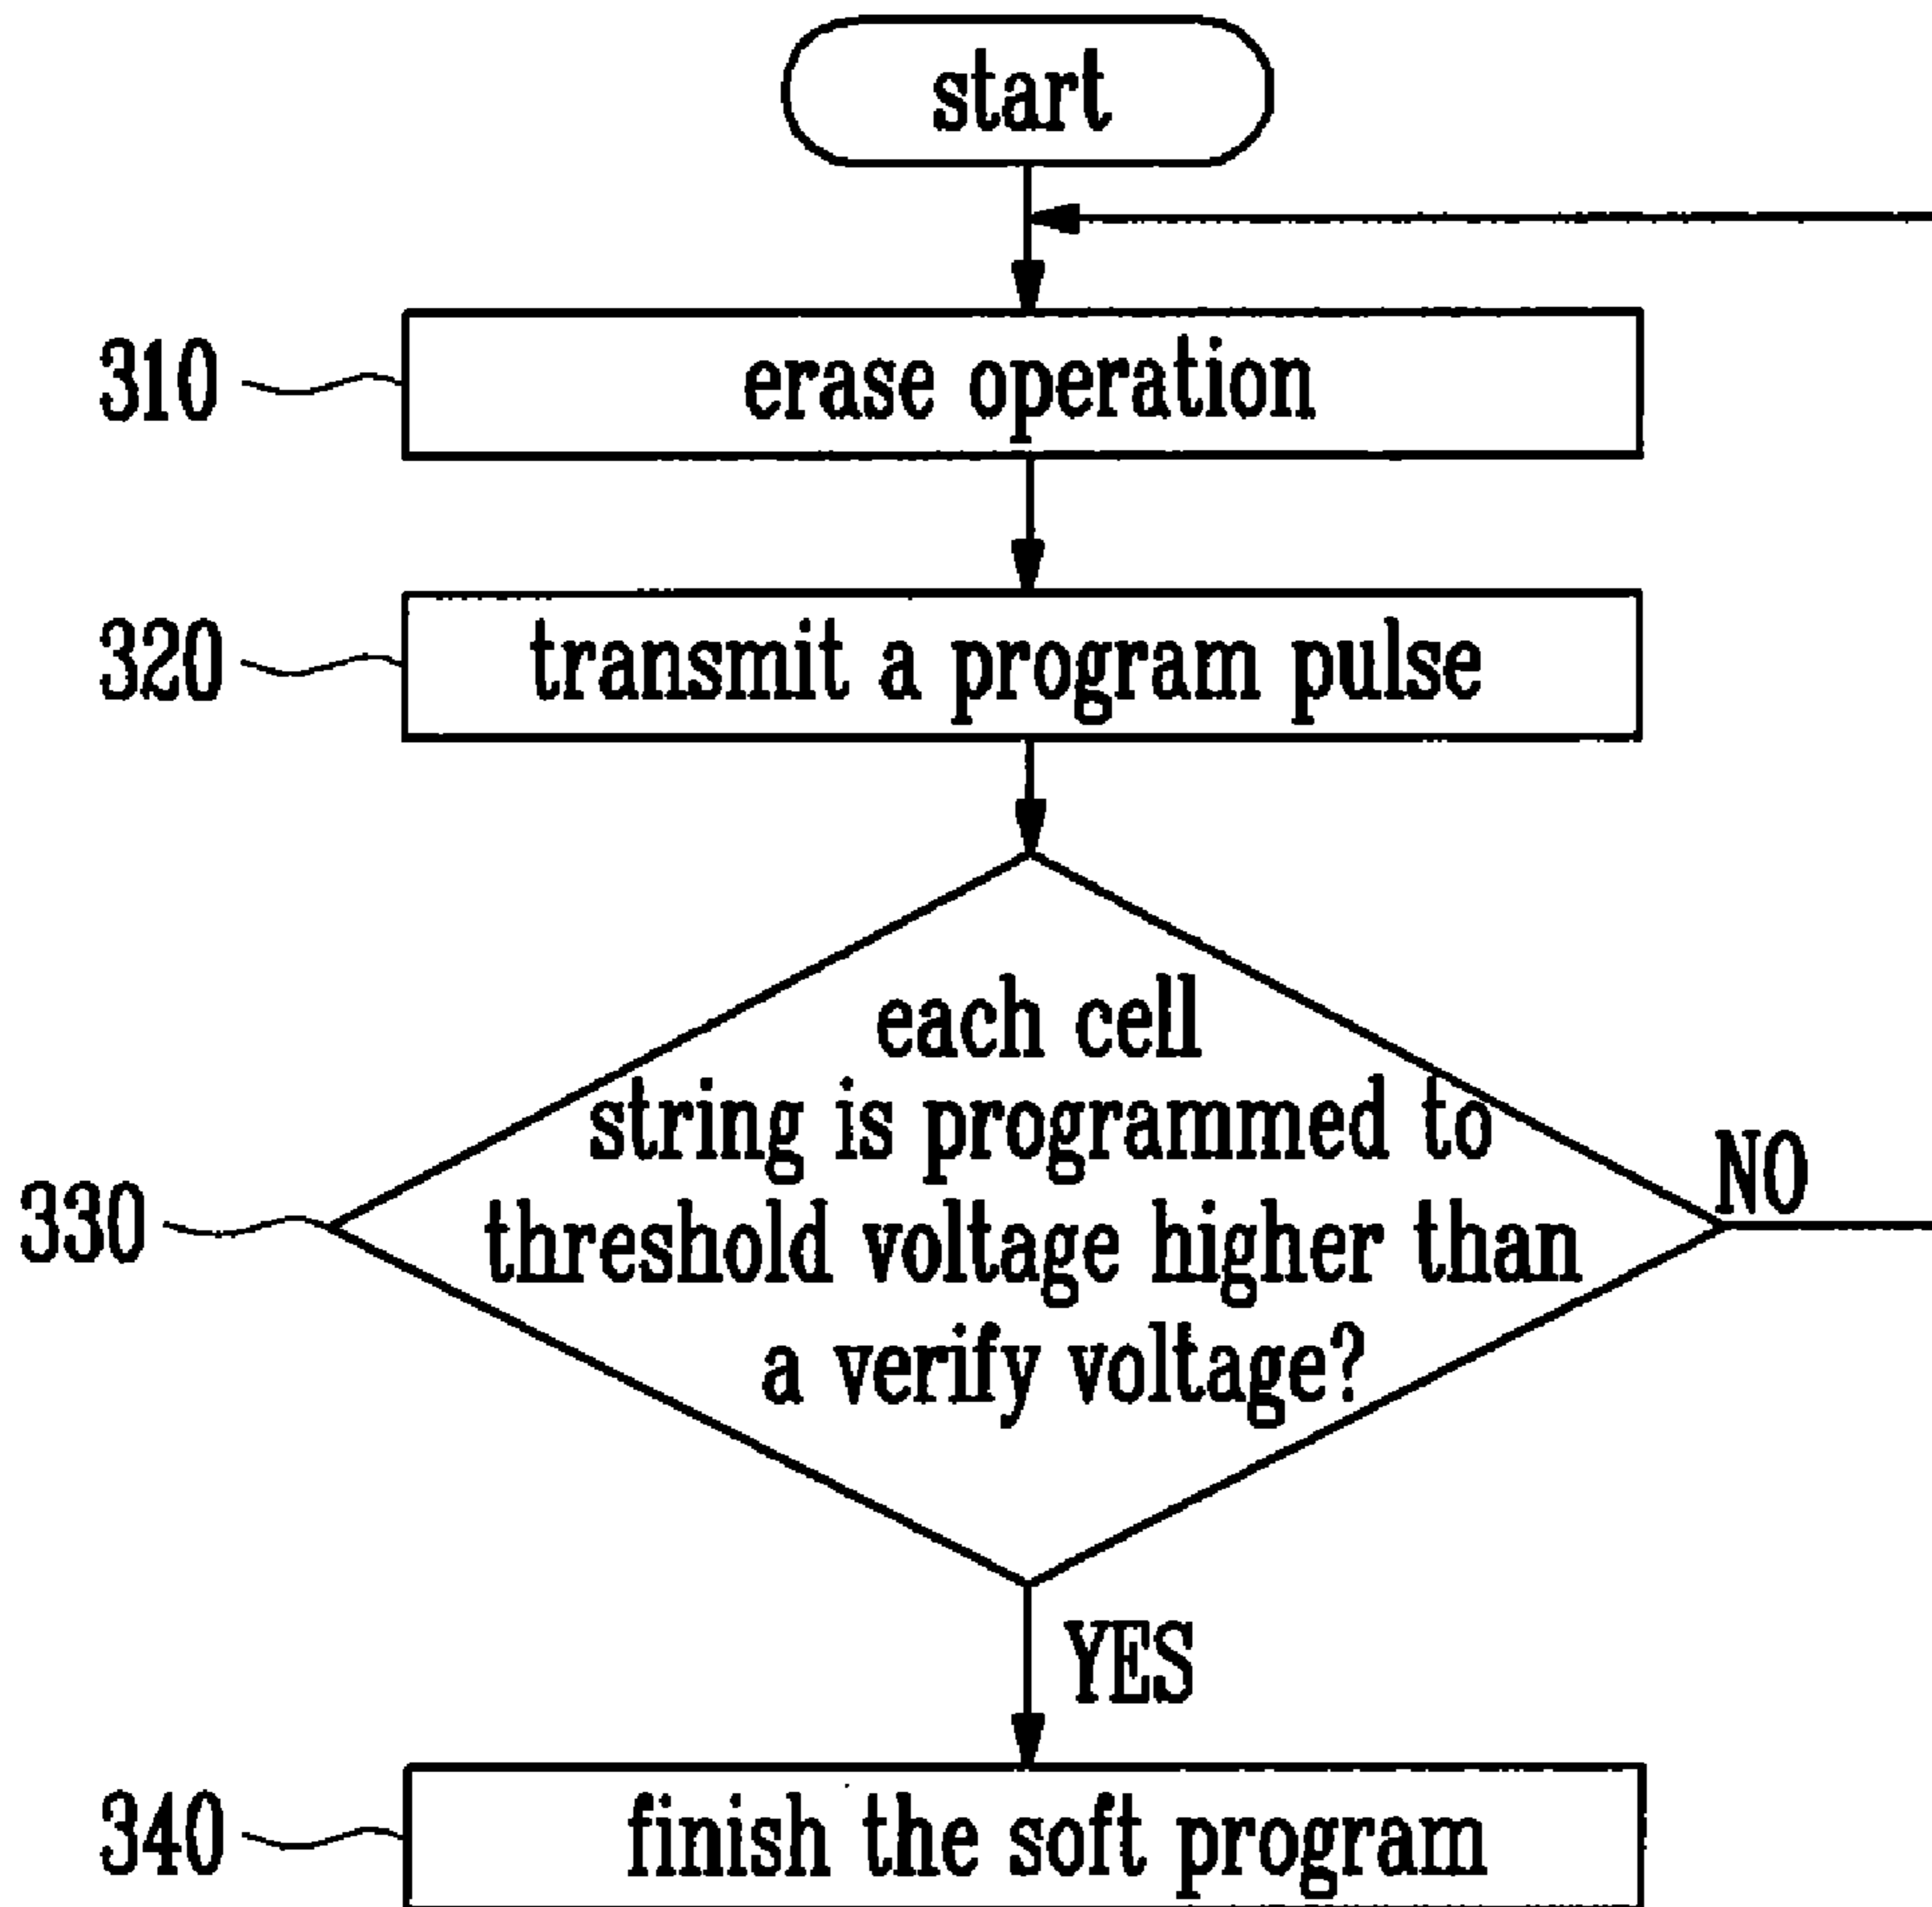 start
310
erase operation
320
transmit a program pulse
each cell
string is programmed to
threshold voltage higher than
a verify voltage?
330
NO
YES
340
finish the soft program